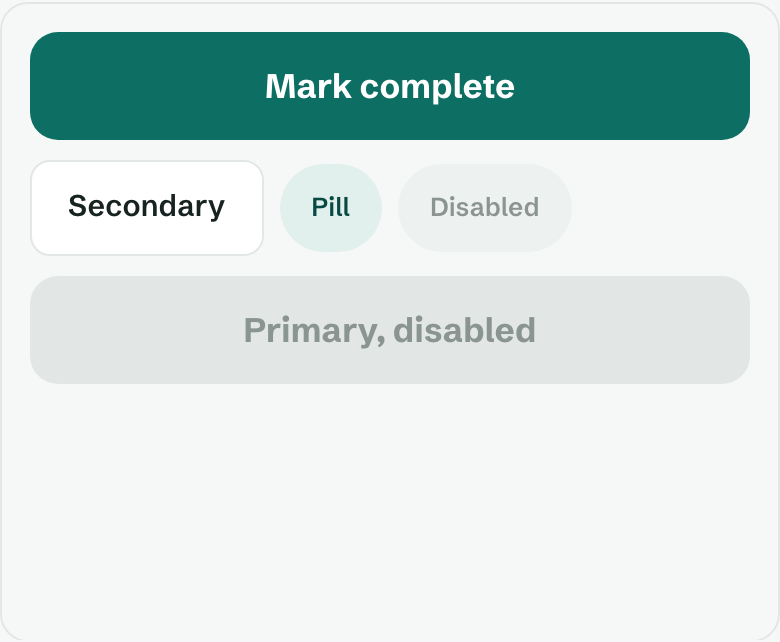 Mark complete
Secondary
Pill
Disabled
Primary, disabled